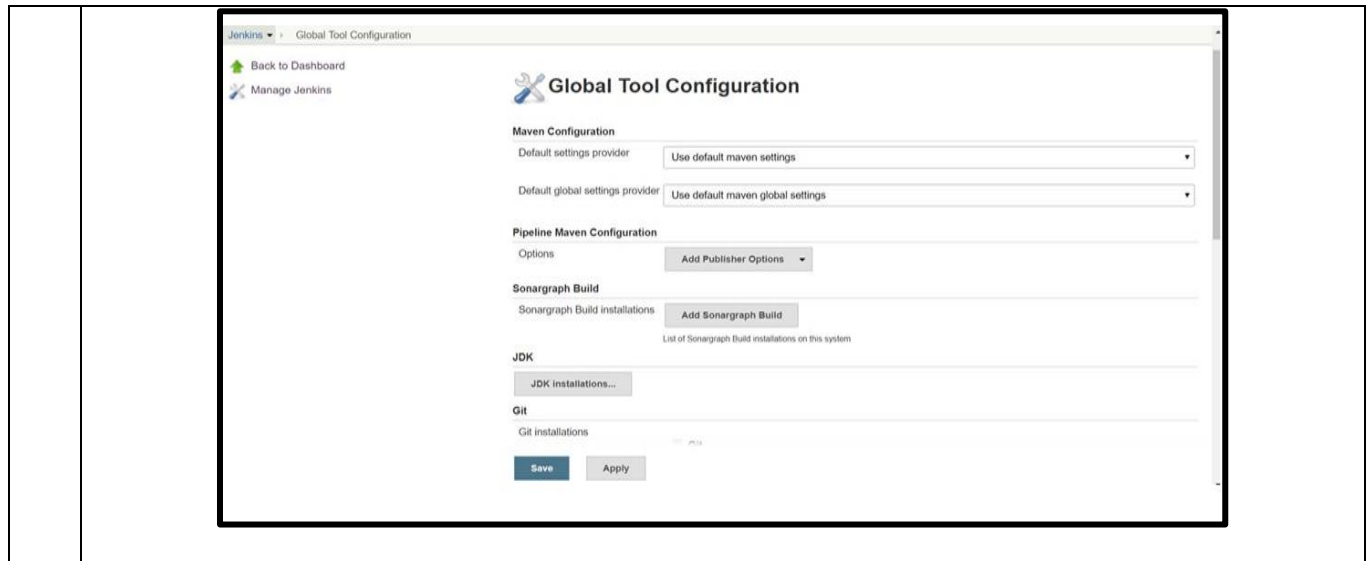 Jenkins › Global Tool Configuration
Back to Dashboard
Manage Jenkins
Global Tool Configuration
Maven Configuration
Default settings provider Use default maven settings
Default global settings provider Use default maven global settings
Pipeline Maven Configuration
Options Add Publisher Options
Sonargraph Build
Sonargraph Build installations Add Sonargraph Build
List of Sonargraph Build installations on this system
JDK
JDK installations...
Git
Git installations
Save Apply